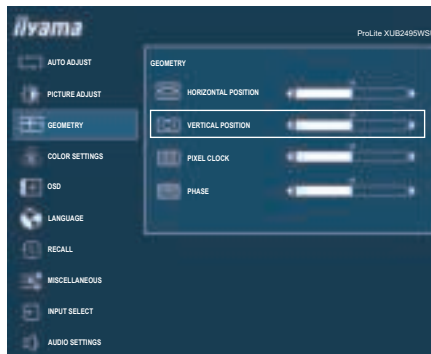 iiyama
ProLite XUB2495WSU
AUTO ADJUST
PICTURE ADJUST
GEOMETRY
COLOR SETTINGS
OSD
LANGUAGE
RECALL
MISCELLANEOUS
INPUT SELECT
AUDIO SETTINGS
GEOMETRY
HORIZONTAL POSITION
VERTICAL POSITION
PIXEL CLOCK
PHASE